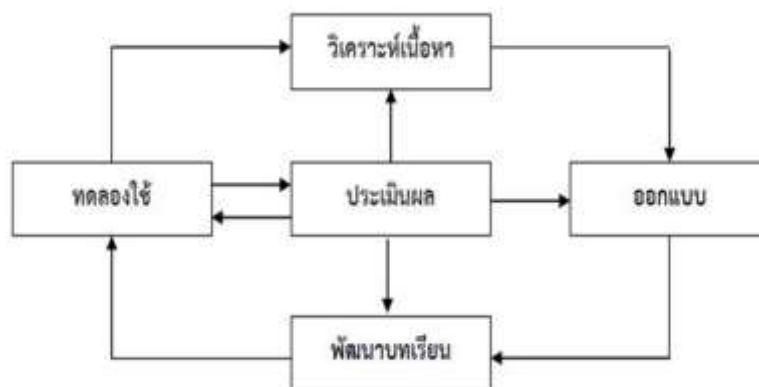 วิเคราะห์เนื้อหา
ทดลองใช้
ประเมินผล
ออกแบบ
พัฒนาบทเรียน